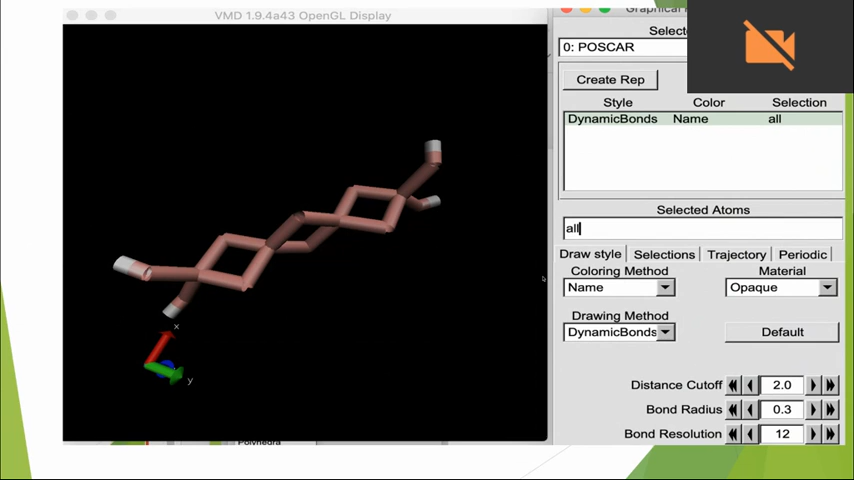 VMD 1.9.4a43 OpenGL Display
0: POSCAR
Create Rep
Style Color Selection
DynamicBonds Name all
Selected Atoms
all
Draw style Selections Trajectory Periodic
Coloring Method Material
Name Opaque
Drawing Method
DynamicBonds Default
Distance Cutoff 2.0
Bond Radius 0.3
Bond Resolution 12
x
y
Polyhedra